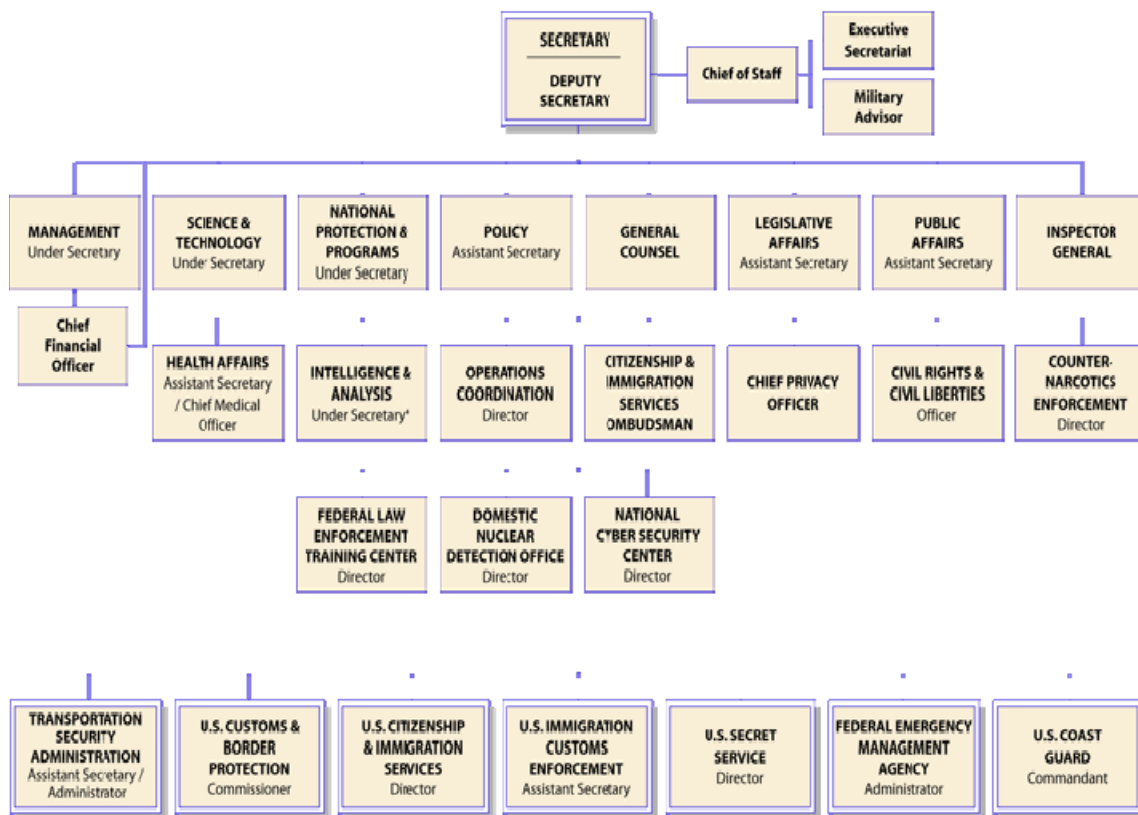 SECRETARY
DEPUTY
SECRETARY
Chief of Staff
Executive
Secretariat
Military
Advisor
MANAGEMENT
Under Secretary
SCIENCE &
TECHNOLOGY
Under Secretary
NATIONAL
PROTECTION &
PROGRAMS
Under Secretary
POLICY
Assistant Secretary
GENERAL
COUNSEL
LEGISLATIVE
AFFAIRS
Assistant Secretary
PUBLIC
AFFAIRS
Assistant Secretary
INSPECTOR
GENERAL
Chief
Financial
Officer
HEALTH AFFAIRS
Assistant Secretary
/ Chief Medical
Officer
INTELLIGENCE &
ANALYSIS
Under Secretary*
OPERATIONS
COORDINATION
Director
CITIZENSHIP &
IMMIGRATION
SERVICES
OMBUDSMAN
CHIEF PRIVACY
OFFICER
CIVIL RIGHTS &
CIVIL LIBERTIES
Officer
COUNTER-
NARCOTICS
ENFORCEMENT
Director
FEDERAL LAW
ENFORCEMENT
TRAINING CENTER
Director
DOMESTIC
NUCLEAR
DETECTION OFFICE
Director
NATIONAL
CYBER SECURITY
CENTER
Director
TRANSPORTATION
SECURITY
ADMINISTRATION
Assistant Secretary /
Administrator
U.S. CUSTOMS &
BORDER
PROTECTION
Commissioner
U.S. CITIZENSHIP
& IMMIGRATION
SERVICES
Director
U.S. IMMIGRATION
CUSTOMS
ENFORCEMENT
Assistant Secretary
U.S. SECRET
SERVICE
Director
FEDERAL EMERGENCY
MANAGEMENT
AGENCY
Administrator
U.S. COAST
GUARD
Commandant